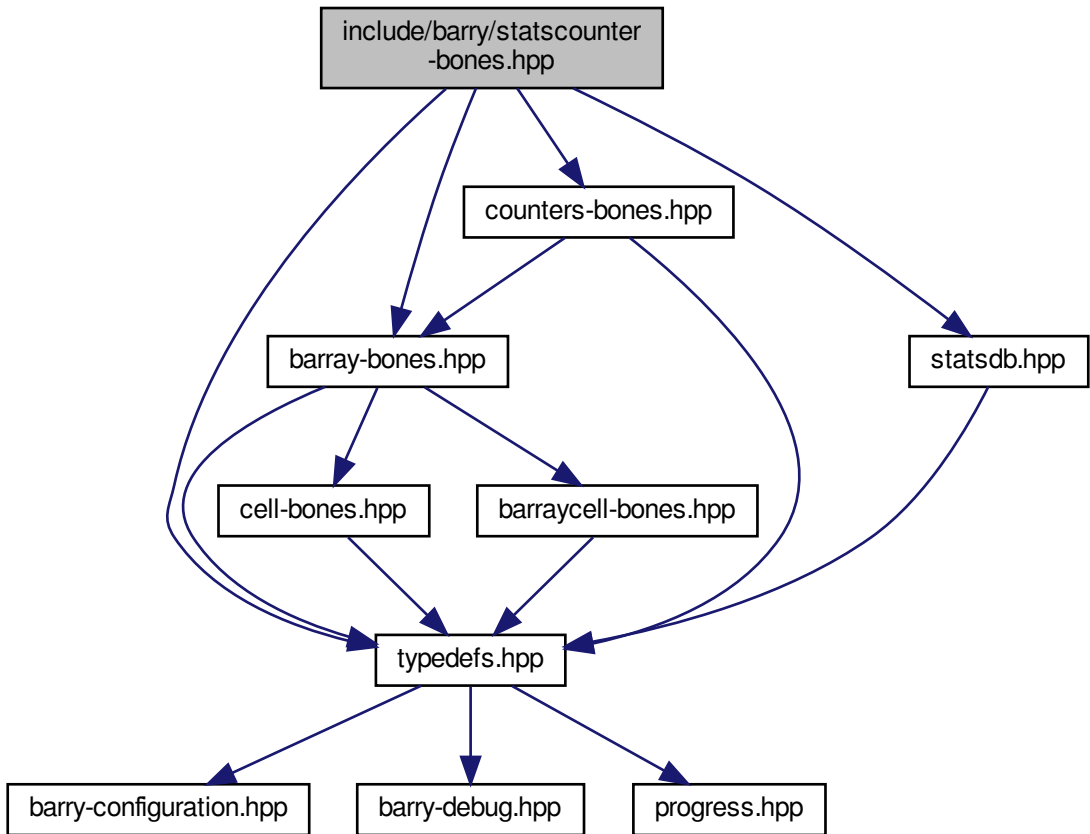 include/barry/statscounter
-bones.hpp
counters-bones.hpp
barray-bones.hpp
statsdb.hpp
cell-bones.hpp
barraycell-bones.hpp
typedefs.hpp
barry-configuration.hpp
barry-debug.hpp
progress.hpp